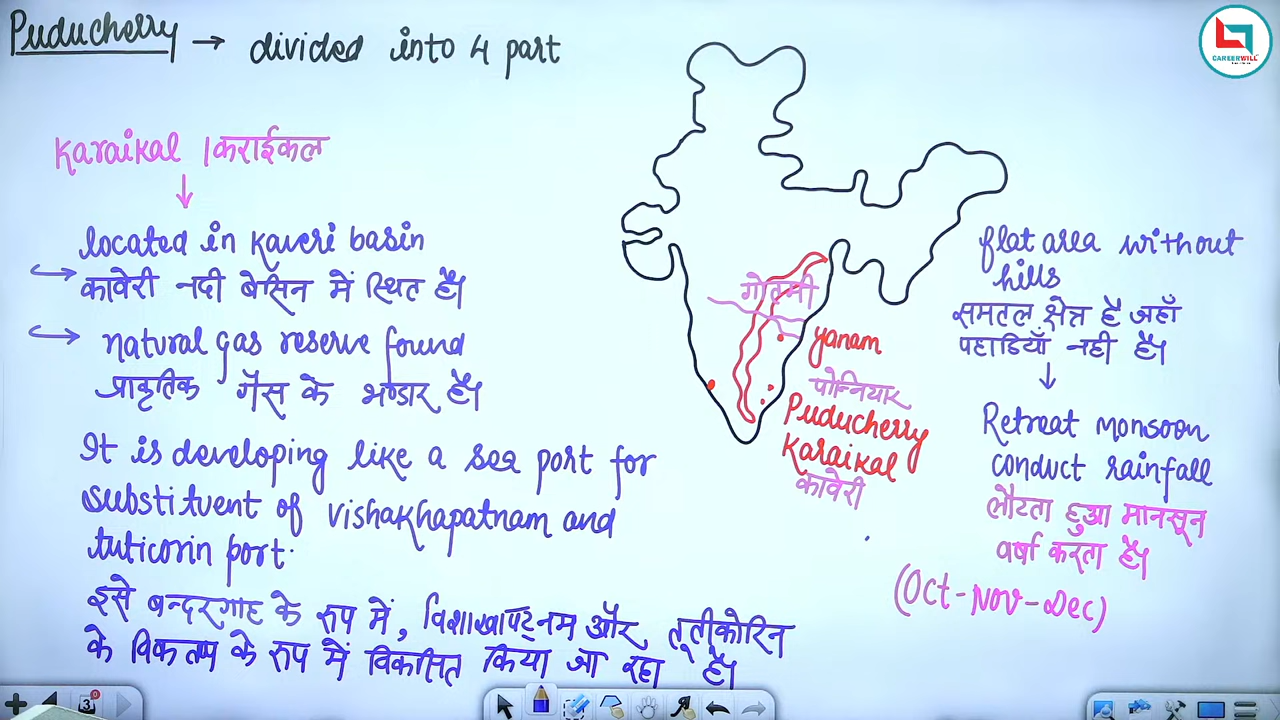 Puducherry → divided into 4 part
CAREERWILL
Karaikal / कराईकल
located in Kaveri basin
कावेरी नदी बेसिन में स्थित है।
natural gas reserve found
प्राकृतिक गैस के भण्डार है।
It is developing like a sea port for
substituent of vishakhapatnam and
tuticorin port.
इसे बन्दरगाह के रूप में, विशाखापट्नम और तूतीकोरिन
के विकल्प के रूप में विकसित किया जा रहा है।
गोतमी
yanam
पोन्नियार
Puducherry
Karaikal
कावेरी
flat area without
hills
समतल क्षेत्र है जहाँ
पहाडियाँ नही है।
Retreat monsoon
conduct rainfall
लौटता हुआ मानसून
वर्षा करता है।
(Oct-Nov-Dec)
3